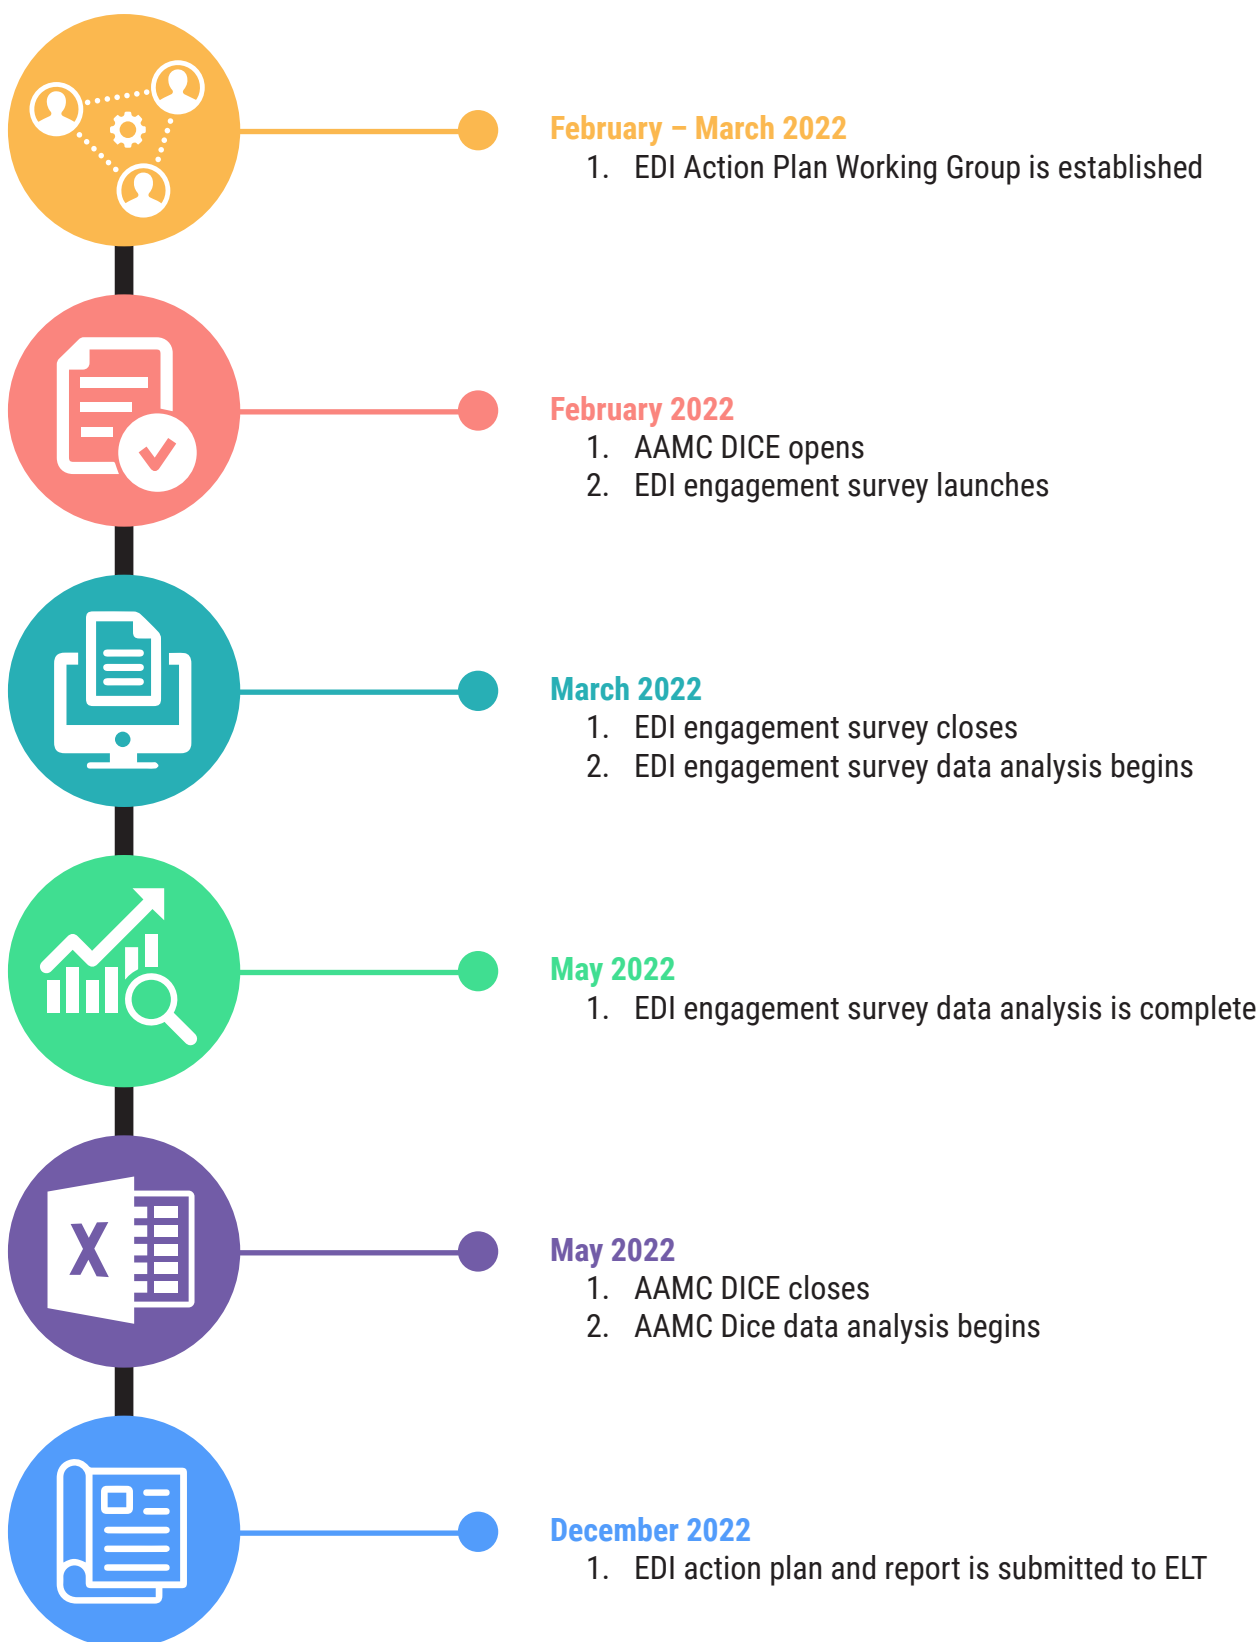 February – March 2022
1. EDI Action Plan Working Group is established
February 2022
1. AAMC DICE opens
2. EDI engagement survey launches
March 2022
1. EDI engagement survey closes
2. EDI engagement survey data analysis begins
May 2022
1. EDI engagement survey data analysis is complete
X
May 2022
1. AAMC DICE closes
2. AAMC Dice data analysis begins
December 2022
1. EDI action plan and report is submitted to ELT